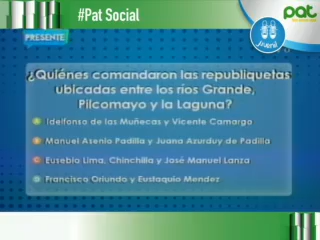 #Pat Social
pat
PRESENTE
juvenil
¿Quiénes comandaron las republiquetas
ubicadas entre los rios Grande,
Pilcomayo y la Laguna?
A Idelfonso de las Muñecas y Vicente Camargo
B Manuel Asenio Padilla y Juana Azurduy de Padilla
C Eusebio Lima, Chinchilla y José Manuel Lanza
D Francisco Oriundo y Eustaquio Mendez